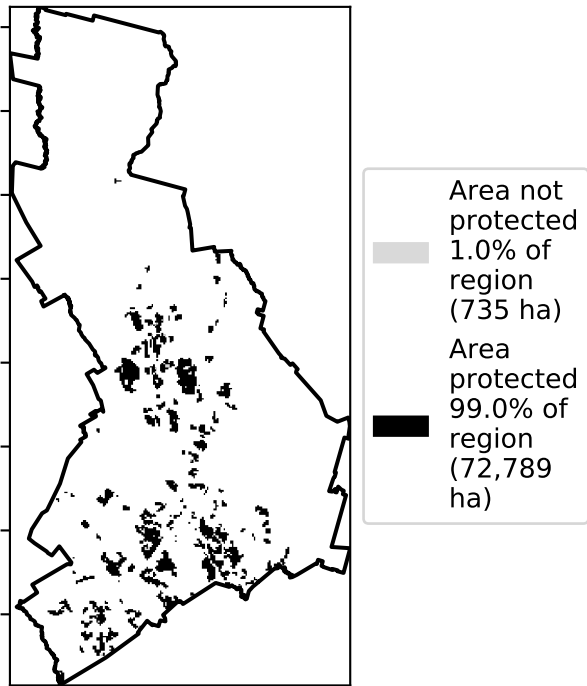 Area not
protected
1.0% of
region
(735 ha)
Area
protected
99.0% of
region
(72,789
ha)